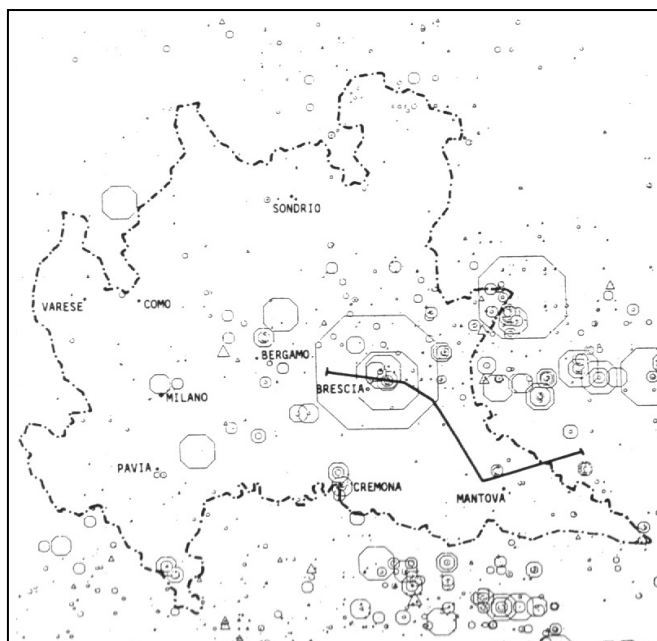 SONDRIO
VARESE
COMO
BERGAMO
BRESCIA
MILANO
PAVIA
CREMONA
MANTOVA